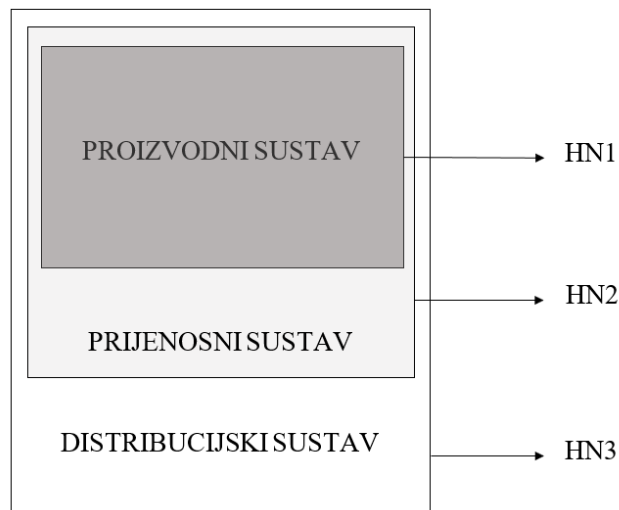 PROIZVODNI SUSTAV
HN1
HN2
PRIJENOSNI SUSTAV
DISTRIBUCIJSKI SUSTAV
HN3